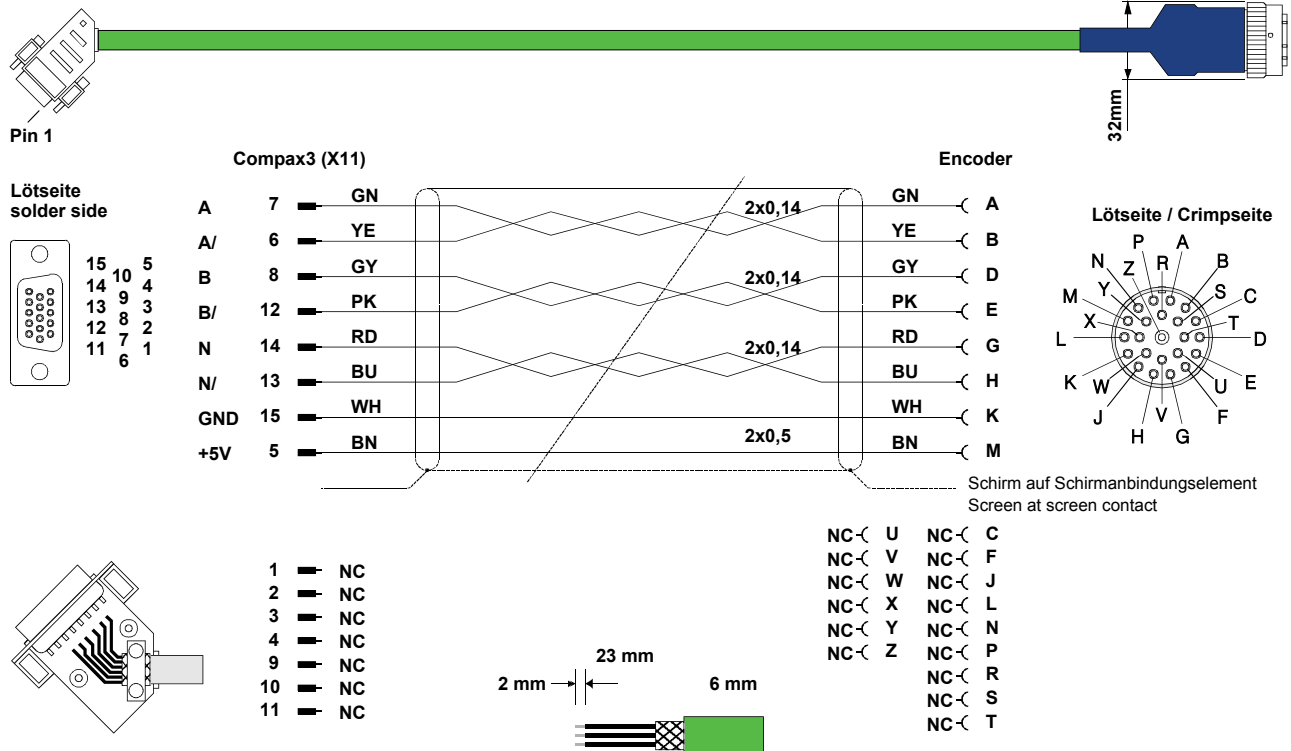 32mm
Pin 1
Compax3 (X11) Encoder
Lötseite
solder side
15 10 5
14 9 4
13 8 3
12 7 2
11 6 1
A 7 GN 2x0,14 GN A
A/ 6 YE YE B
B 8 GY 2x0,14 GY D
B/ 12 PK PK E
N 14 RD 2x0,14 RD G
N/ 13 BU BU H
GND 15 WH WH K
+5V 5 BN 2x0,5 BN M
Lötseite / Crimpseite
P A
N Z R B
M Y S C
X T
L D
K W U E
J V F
H G
Schirm auf Schirmanbindungselement
Screen at screen contact
NC U NC C
NC V NC F
NC W NC J
NC X NC L
NC Y NC N
NC Z NC P
NC R
NC S
NC T
1 NC
2 NC
3 NC
4 NC
9 NC
10 NC
11 NC
23 mm
2 mm 6 mm